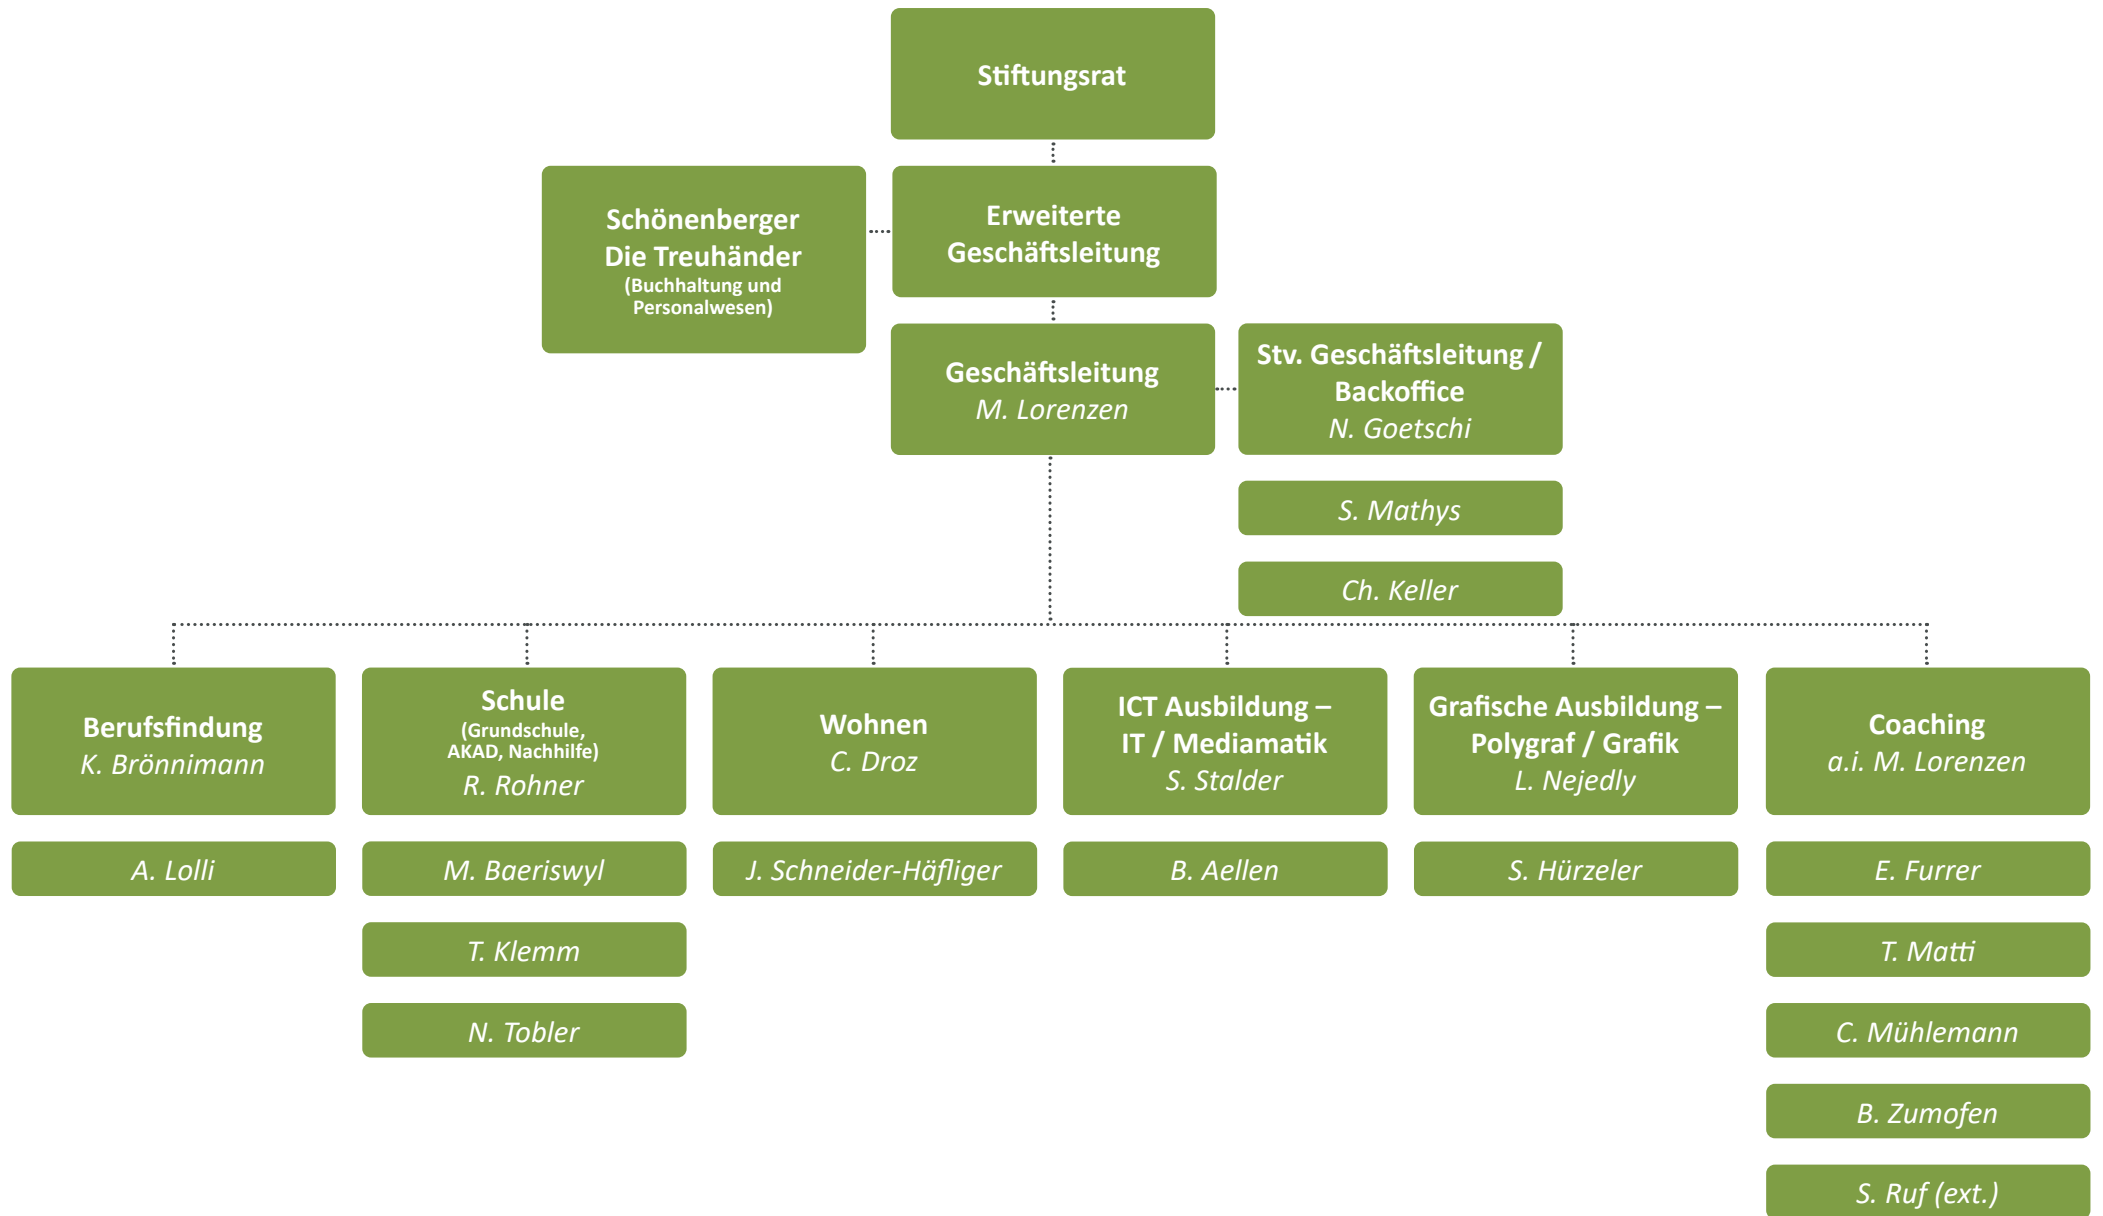 Stiftungsrat
Schönenberger
Die Treuhänder
(Buchhaltung und
Personalwesen)
Erweiterte
Geschäftsleitung
Geschäftsleitung
M. Lorenzen
Stv. Geschäftsleitung /
Backoffice
N. Goetschi
S. Mathys
Ch. Keller
Berufsfindung
K. Brönnimann
A. Lolli
Schule
(Grundschule,
AKAD, Nachhilfe)
R. Rohner
M. Baeriswyl
T. Klemm
N. Tobler
Wohnen
C. Droz
J. Schneider-Häfliger
ICT Ausbildung –
IT / Mediamatik
S. Stalder
B. Aellen
Grafische Ausbildung –
Polygraf / Grafik
L. Nejedly
S. Hürzeler
Coaching
a.i. M. Lorenzen
E. Furrer
T. Matti
C. Mühlemann
B. Zumofen
S. Ruf (ext.)